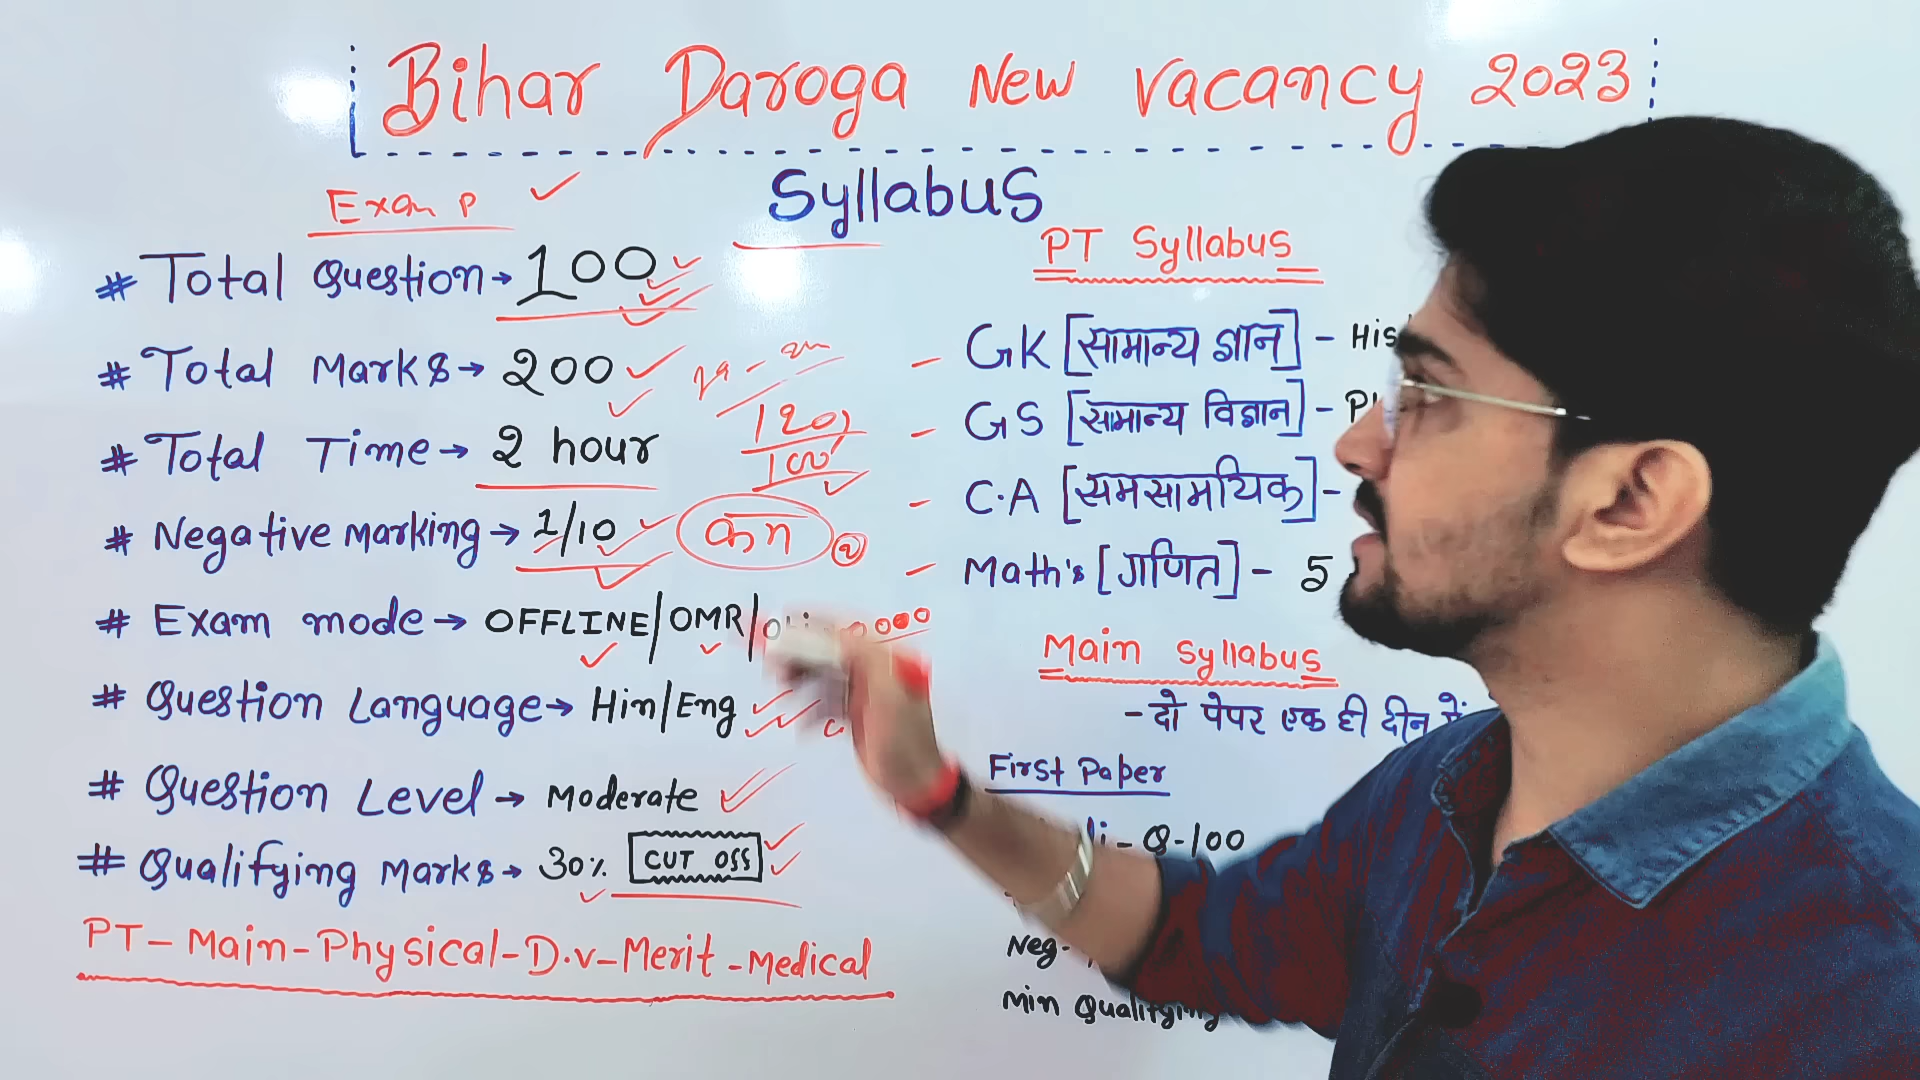 Bihar Daroga New Vacancy 2023
Syllabus
Exam P
# Total Question → 100
# Total Marks → 200
# Total Time → 2 hour
120
100
# Negative marking → 1/10
कन
# Exam mode → OFFLINE/OMR/
# Question Language → Hin/Eng
# Question Level → Moderate
# Qualifying Marks → 30% CUT OFF
PT - Main - Physical - D.V - Merit - Medical
PT Syllabus
- GK [सामान्य ज्ञान] - His
- GS [सामान्य विज्ञान] -
- C.A [समसामयिक] -
- Math's [गणित] - 5
Main Syllabus
- दो पेपर एक ही दीन में
First Paper
- Q-100
Neg-
Min Qualifying